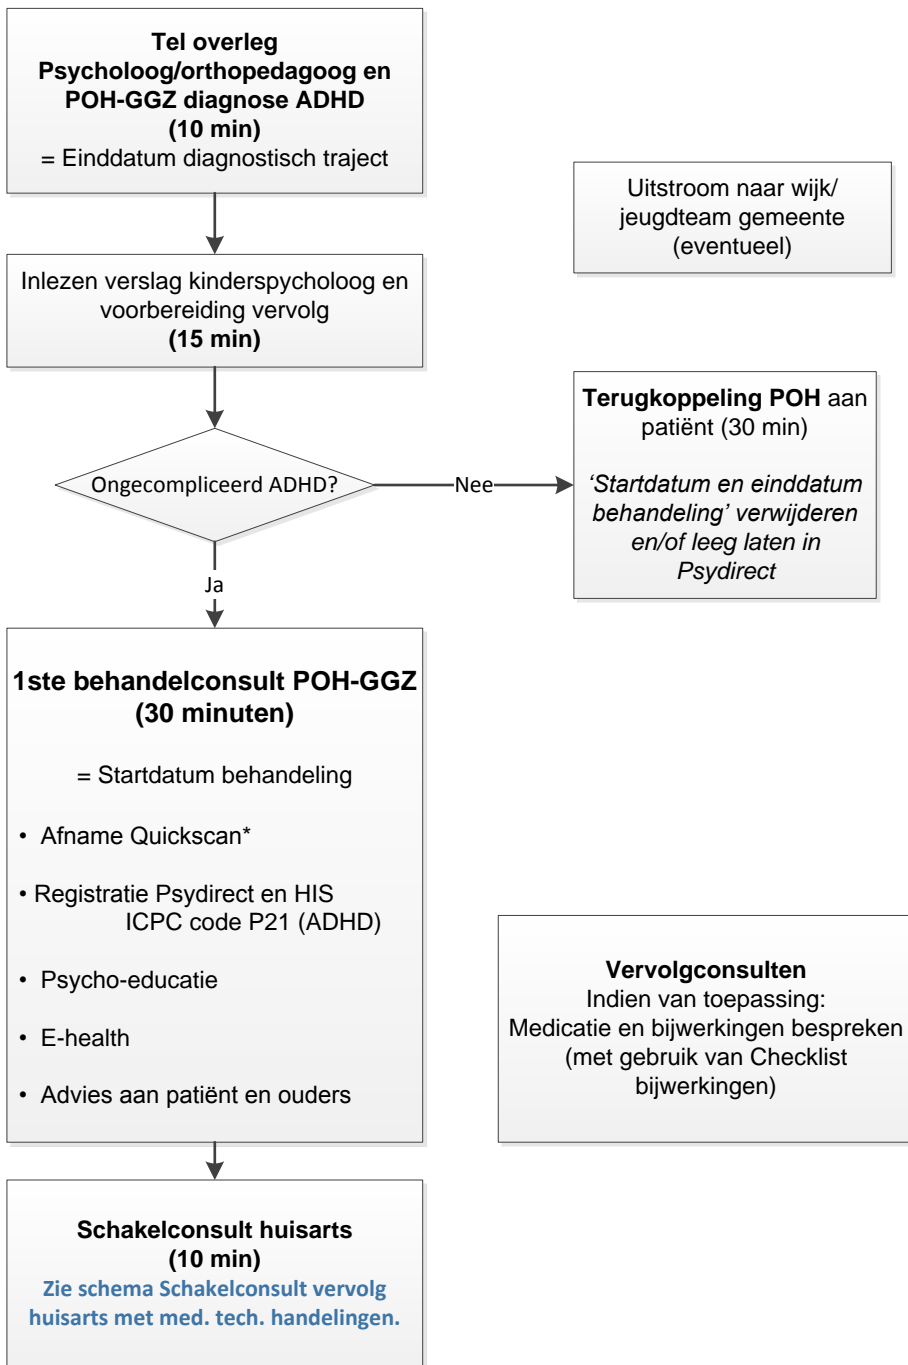 Tel overleg
Psycholoog/orthopedagoog en
POH-GGZ diagnose ADHD
(10 min)
= Einddatum diagnostisch traject
Uitstroom naar wijk/
jeugdteam gemeente
(eventueel)
Inlezen verslag kinderspycholoog en
voorbereiding vervolg
(15 min)
Ongecompliceerd ADHD?
Nee
Terugkoppeling POH aan
patiënt (30 min)
‘Startdatum en einddatum
behandeling’ verwijderen
en/of leeg laten in
Psydirect
Ja
1ste behandelconsult POH-GGZ
(30 minuten)
= Startdatum behandeling
• Afname Quickscan*
• Registratie Psydirect en HIS
ICPC code P21 (ADHD)
• Psycho-educatie
• E-health
• Advies aan patiënt en ouders
Vervolgconsulten
Indien van toepassing:
Medicatie en bijwerkingen bespreken
(met gebruik van Checklist
bijwerkingen)
Schakelconsult huisarts
(10 min)
Zie schema Schakelconsult vervolg
huisarts met med. tech. handelingen.